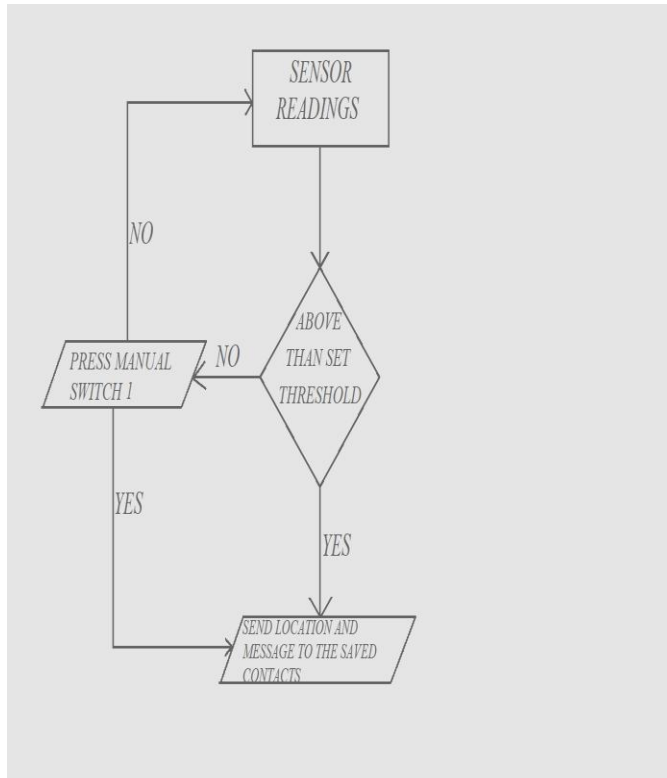 SENSOR
READINGS
NO
ABOVE
THAN SET
THRESHOLD
NO
PRESS MANUAL
SWITCH 1
YES
YES
SEND LOCATION AND
MESSAGE TO THE SAVED
CONTACTS